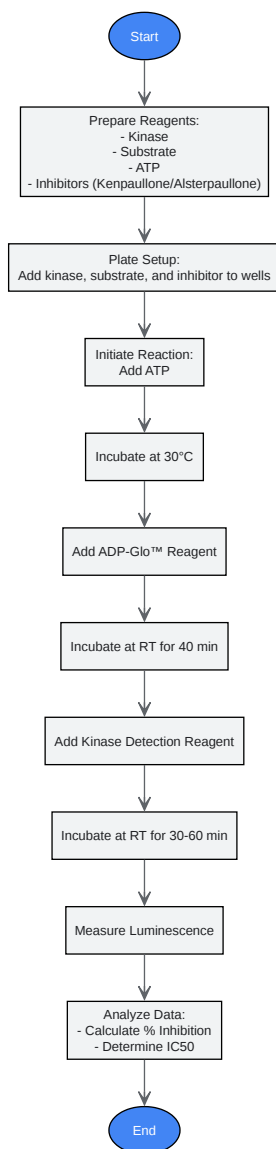 Start
Prepare Reagents:
- Kinase
- Substrate
- ATP
- Inhibitors (Kenpaullone/Alsterpaullone)
Plate Setup:
Add kinase, substrate, and inhibitor to wells
Initiate Reaction:
Add ATP
Incubate at 30°C
Add ADP-Glo™ Reagent
Incubate at RT for 40 min
Add Kinase Detection Reagent
Incubate at RT for 30-60 min
Measure Luminescence
Analyze Data:
- Calculate % Inhibition
- Determine IC50
End